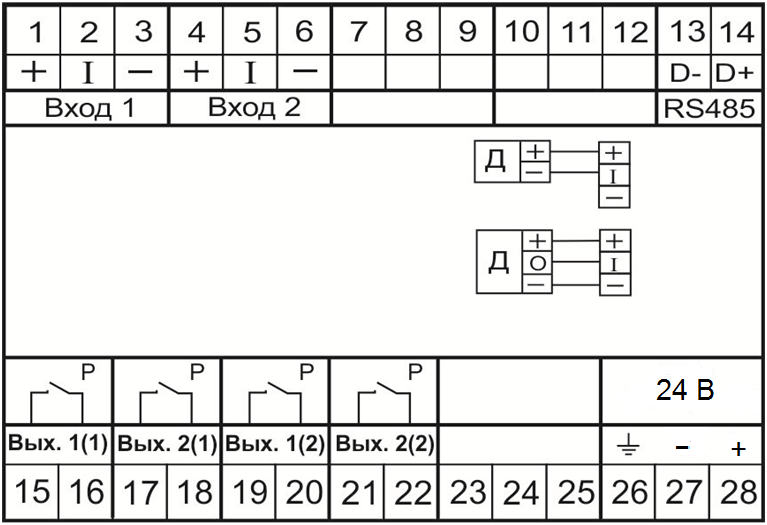 1 2 3 4 5 6 7 8 9 10 11 12 13 14
+ I − + I − D- D+
Вход 1 Вход 2 RS485
Д + +
− I
−
Д + +
О I
− −
P P P P 24 В
Вых. 1(1) Вых. 2(1) Вых. 1(2) Вых. 2(2) − +
15 16 17 18 19 20 21 22 23 24 25 26 27 28